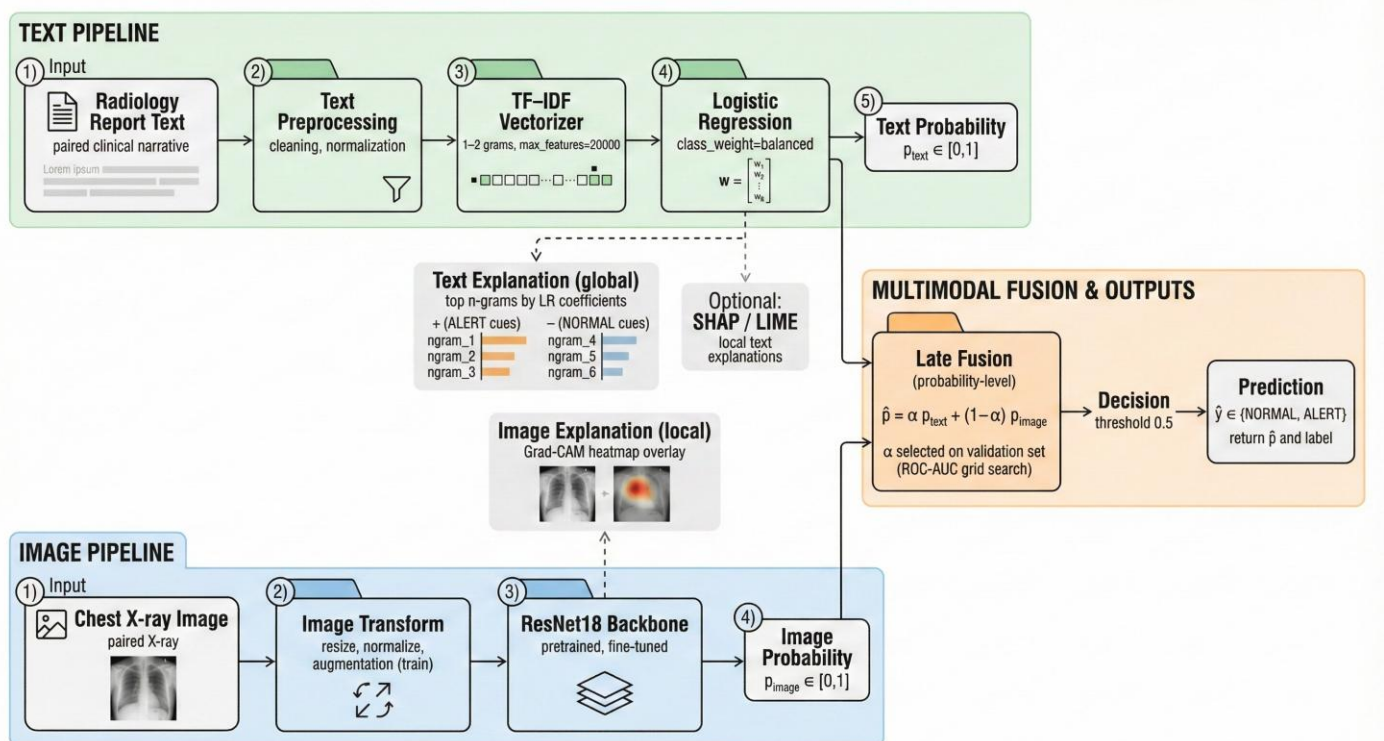 TEXT PIPELINE
1) Input
Radiology
Report Text
paired clinical narrative
Lorem ipsum
2)
Text
Preprocessing
cleaning, normalization
3)
TF–IDF
Vectorizer
1–2 grams, max_features=20000
4)
Logistic
Regression
class_weight=balanced
w = [w₁ w₂ ⋮ w₈]
5)
Text Probability
p_text ∈ [0,1]
Text Explanation (global)
top n-grams by LR coefficients
+ (ALERT cues)
ngram_1
ngram_2
ngram_3
– (NORMAL cues)
ngram_4
ngram_5
ngram_6
Optional:
SHAP / LIME
local text
explanations
Image Explanation (local)
Grad-CAM heatmap overlay
MULTIMODAL FUSION & OUTPUTS
Late Fusion
(probability-level)
p̂ = α p_text + (1−α) p_image
α selected on validation set
(ROC-AUC grid search)
Decision
threshold 0.5
Prediction
ŷ ∈ {NORMAL, ALERT}
return p̂ and label
IMAGE PIPELINE
1) Input
Chest X-ray Image
paired X-ray
2)
Image Transform
resize, normalize,
augmentation (train)
3)
ResNet18 Backbone
pretrained, fine-tuned
4)
Image
Probability
p_image ∈ [0,1]